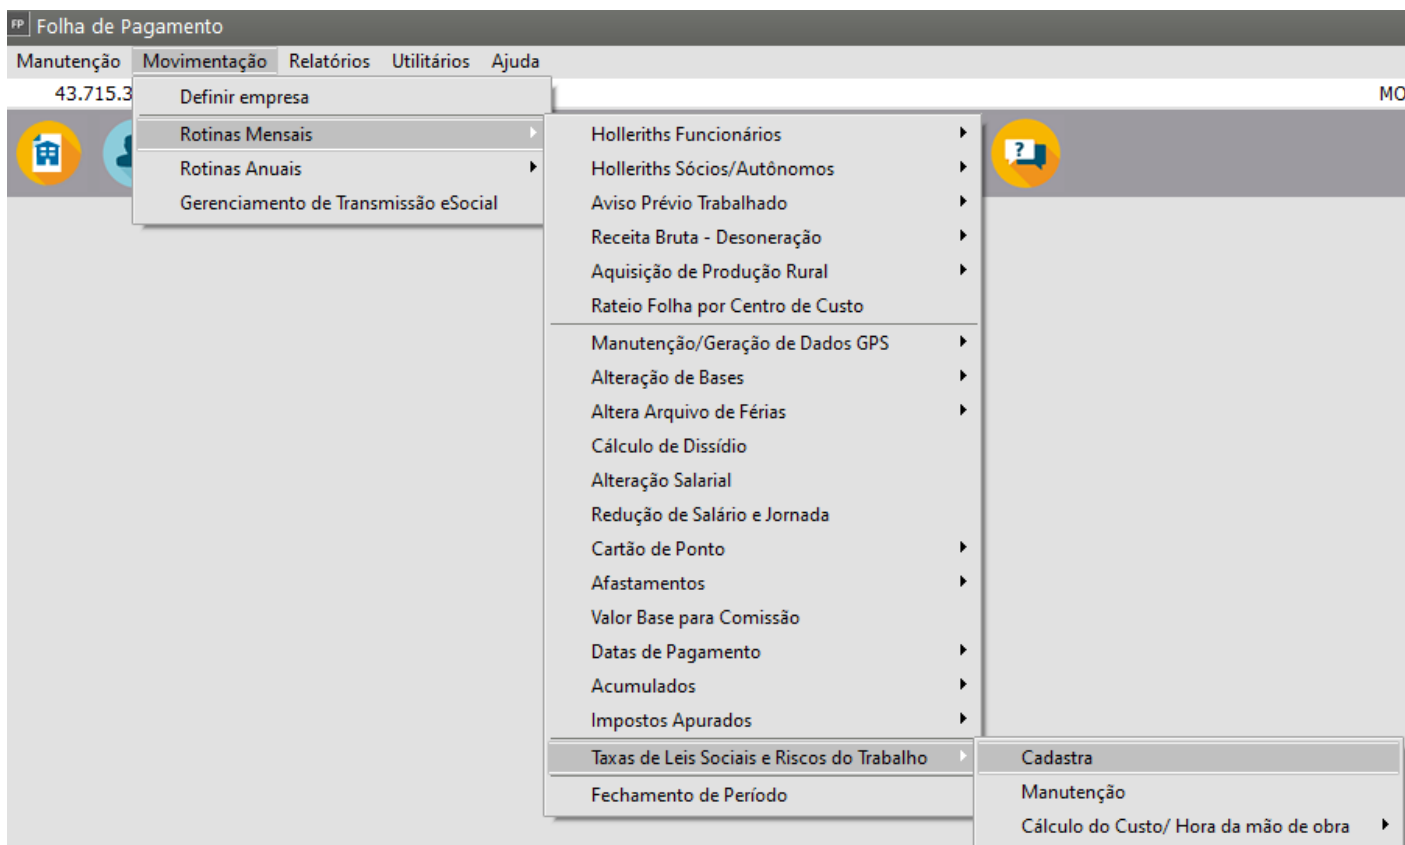 FP Folha de Pagamento
Manutenção Movimentação Relatórios Utilitários Ajuda
43.715.3 MO
Definir empresa
Rotinas Mensais
Rotinas Anuais
Gerenciamento de Transmissão eSocial
Holleriths Funcionários
Holleriths Sócios/Autônomos
Aviso Prévio Trabalhado
Receita Bruta - Desoneração
Aquisição de Produção Rural
Rateio Folha por Centro de Custo
Manutenção/Geração de Dados GPS
Alteração de Bases
Altera Arquivo de Férias
Cálculo de Dissídio
Alteração Salarial
Redução de Salário e Jornada
Cartão de Ponto
Afastamentos
Valor Base para Comissão
Datas de Pagamento
Acumulados
Impostos Apurados
Taxas de Leis Sociais e Riscos do Trabalho
Fechamento de Período
Cadastra
Manutenção
Cálculo do Custo/ Hora da mão de obra
?